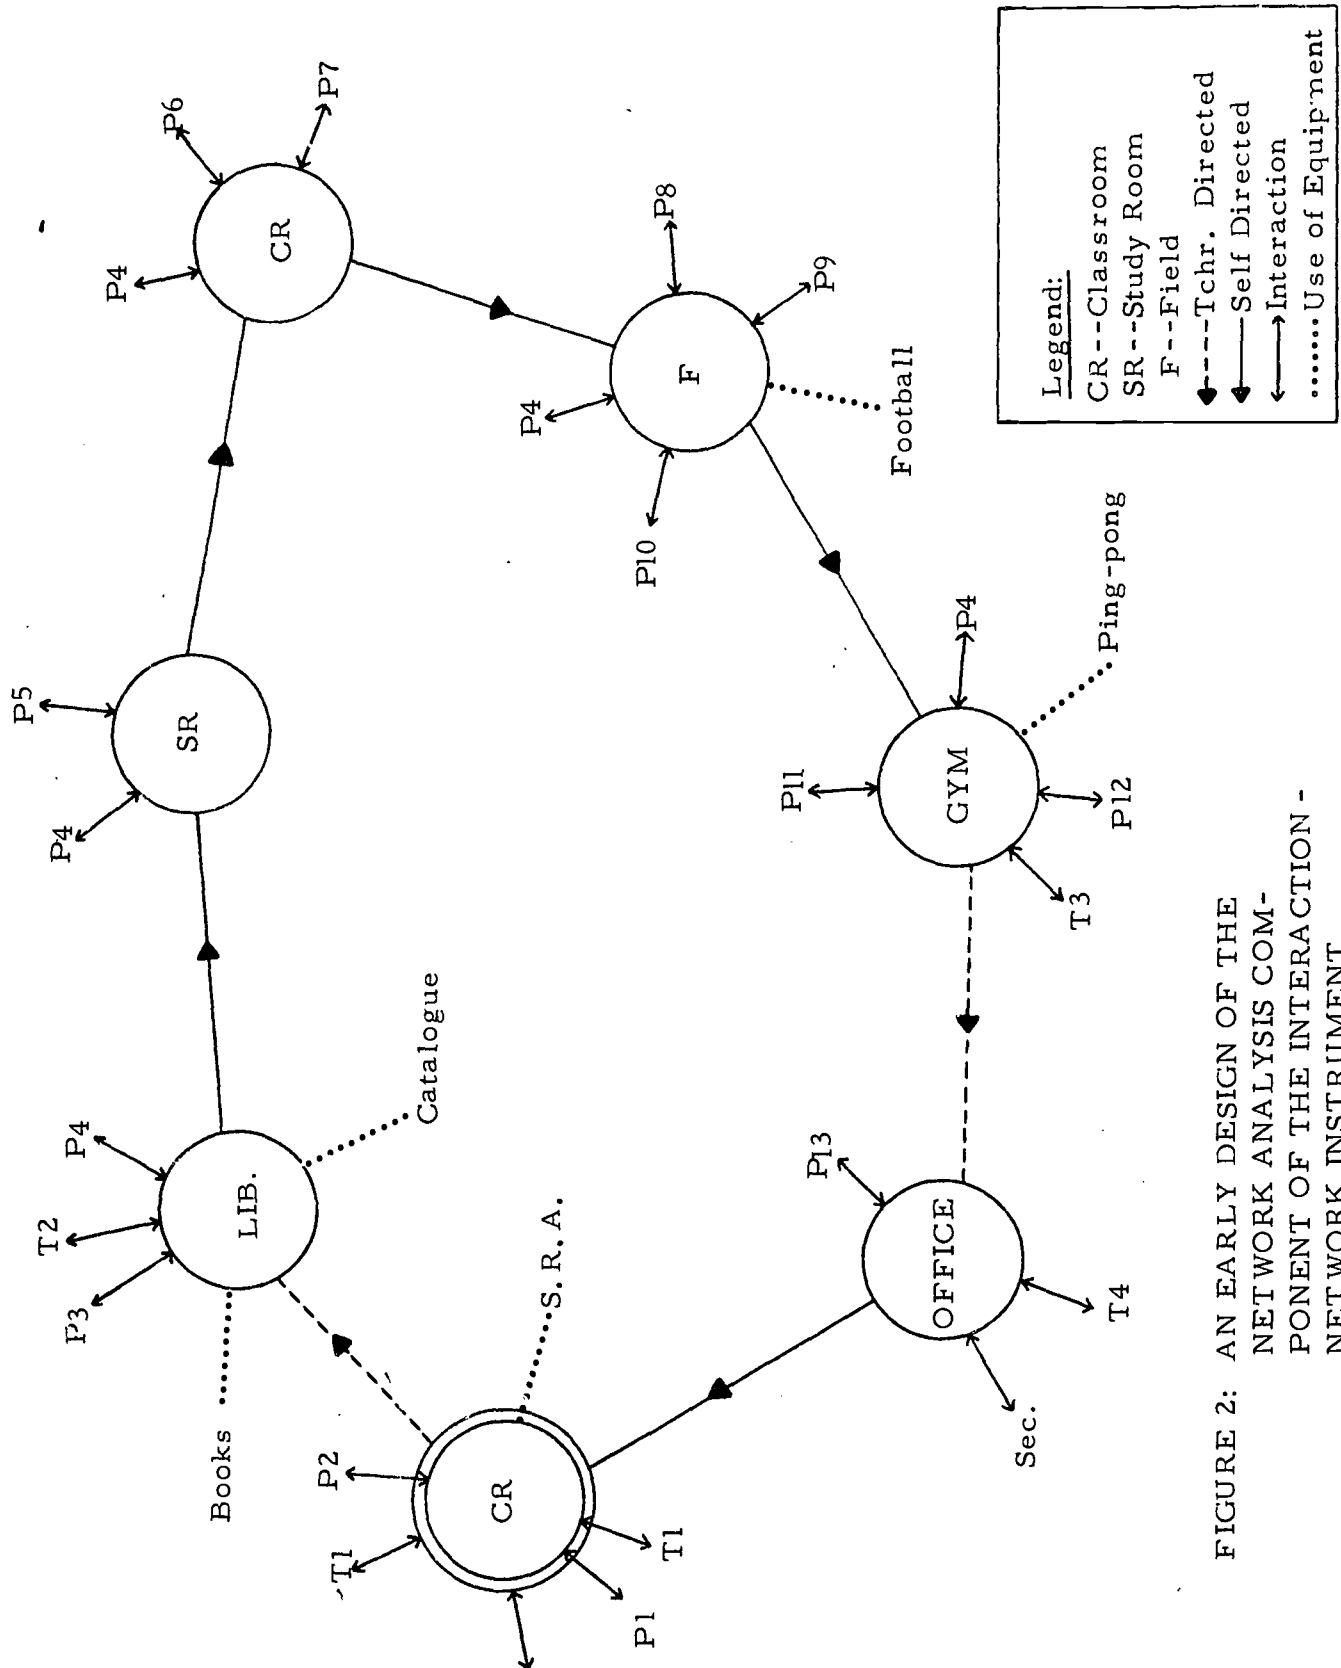 P3
T2
P4
P4
P5
P4
P6
P7
Books
LIB.
Catalogue
SR
CR
T1
P2
CR
S. R. A.
P1
T1
P10
P4
F
P8
P9
Football
Sec.
OFFICE
P13
T4
T3
P11
GYM
P12
P4
Ping-pong
Legend:
CR--Classroom
SR--Study Room
F--Field
Tchr. Directed
Self Directed
Interaction
Use of Equipment
FIGURE 2: AN EARLY DESIGN OF THE
NETWORK ANALYSIS COM-
PONENT OF THE INTERACTION-
NETWORK INSTRUMENT